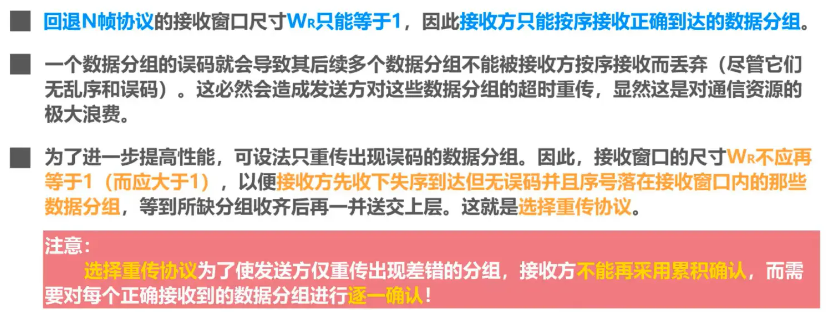 回退N帧协议的接收窗口尺寸WR只能等于1，因此接收方只能按序接收正确到达的数据分组。
一个数据分组的误码就会导致其后续多个数据分组不能被接收方按序接收而丢弃（尽管它们
无乱序和误码）。这必然会造成发送方对这些数据分组的超时重传，显然这是对通信资源的
极大浪费。
为了进一步提高性能，可设法只重传出现误码的数据分组。因此，接收窗口的尺寸WR不应再
等于1（而应大于1），以便接收方先收下失序到达但无误码并且序号落在接收窗口内的那些
数据分组，等到所缺分组收齐后再一并送交上层。这就是选择重传协议。
注意：
选择重传协议为了使发送方仅重传出现差错的分组，接收方不能再采用累积确认，而需
要对每个正确接收到的数据分组进行逐一确认！